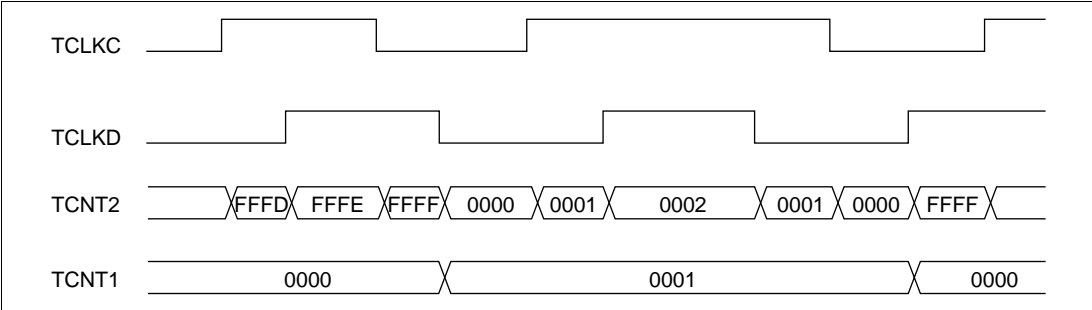 TCLKC
TCLKD
TCNT2 FFFD FFFE FFFF 0000 0001 0002 0001 0000 FFFF
TCNT1 0000 0001 0000